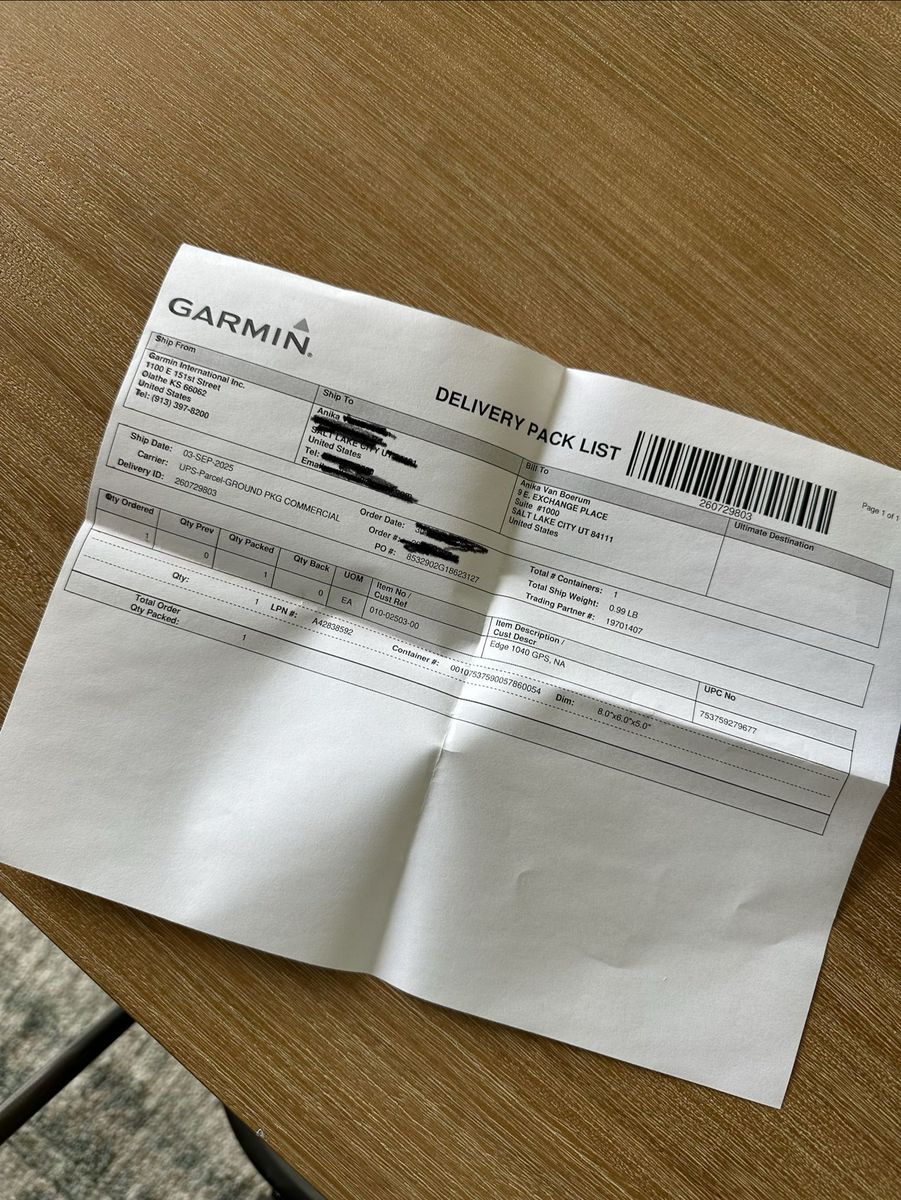 GARMIN®
DELIVERY PACK LIST
260729803
Page 1 of 1
Ship From
Garmin International Inc.
1100 E 151st Street
Olathe KS 66062
United States
Tel: (913) 397-8200
Ship To
Anika
SALT LAKE CITY UT
United States
Tel:
Email
Bill To
Anika Van Boerum
9 E. EXCHANGE PLACE
Suite #1000
SALT LAKE CITY UT 84111
United States
Ultimate Destination
Ship Date: 03-SEP-2025
Carrier: UPS-Parcel-GROUND PKG COMMERCIAL
Delivery ID: 260729803
Order Date:
Order #:
PO #: 8532902G18623127
Total # Containers: 1
Total Ship Weight: 0.99 LB
Trading Partner #: 19701407
Qty Ordered Qty Prev Qty Packed Qty Back UOM Item No / Cust Ref Item Description / Cust Descr UPC No
1 0 1 0 EA 010-02503-00 Edge 1040 GPS, NA 753759279677
Qty: 1 LPN #: A42838592 Container #: 00107537590057860054 Dim: 8.0"x6.0"x5.0"
Total Order
Qty Packed: 1